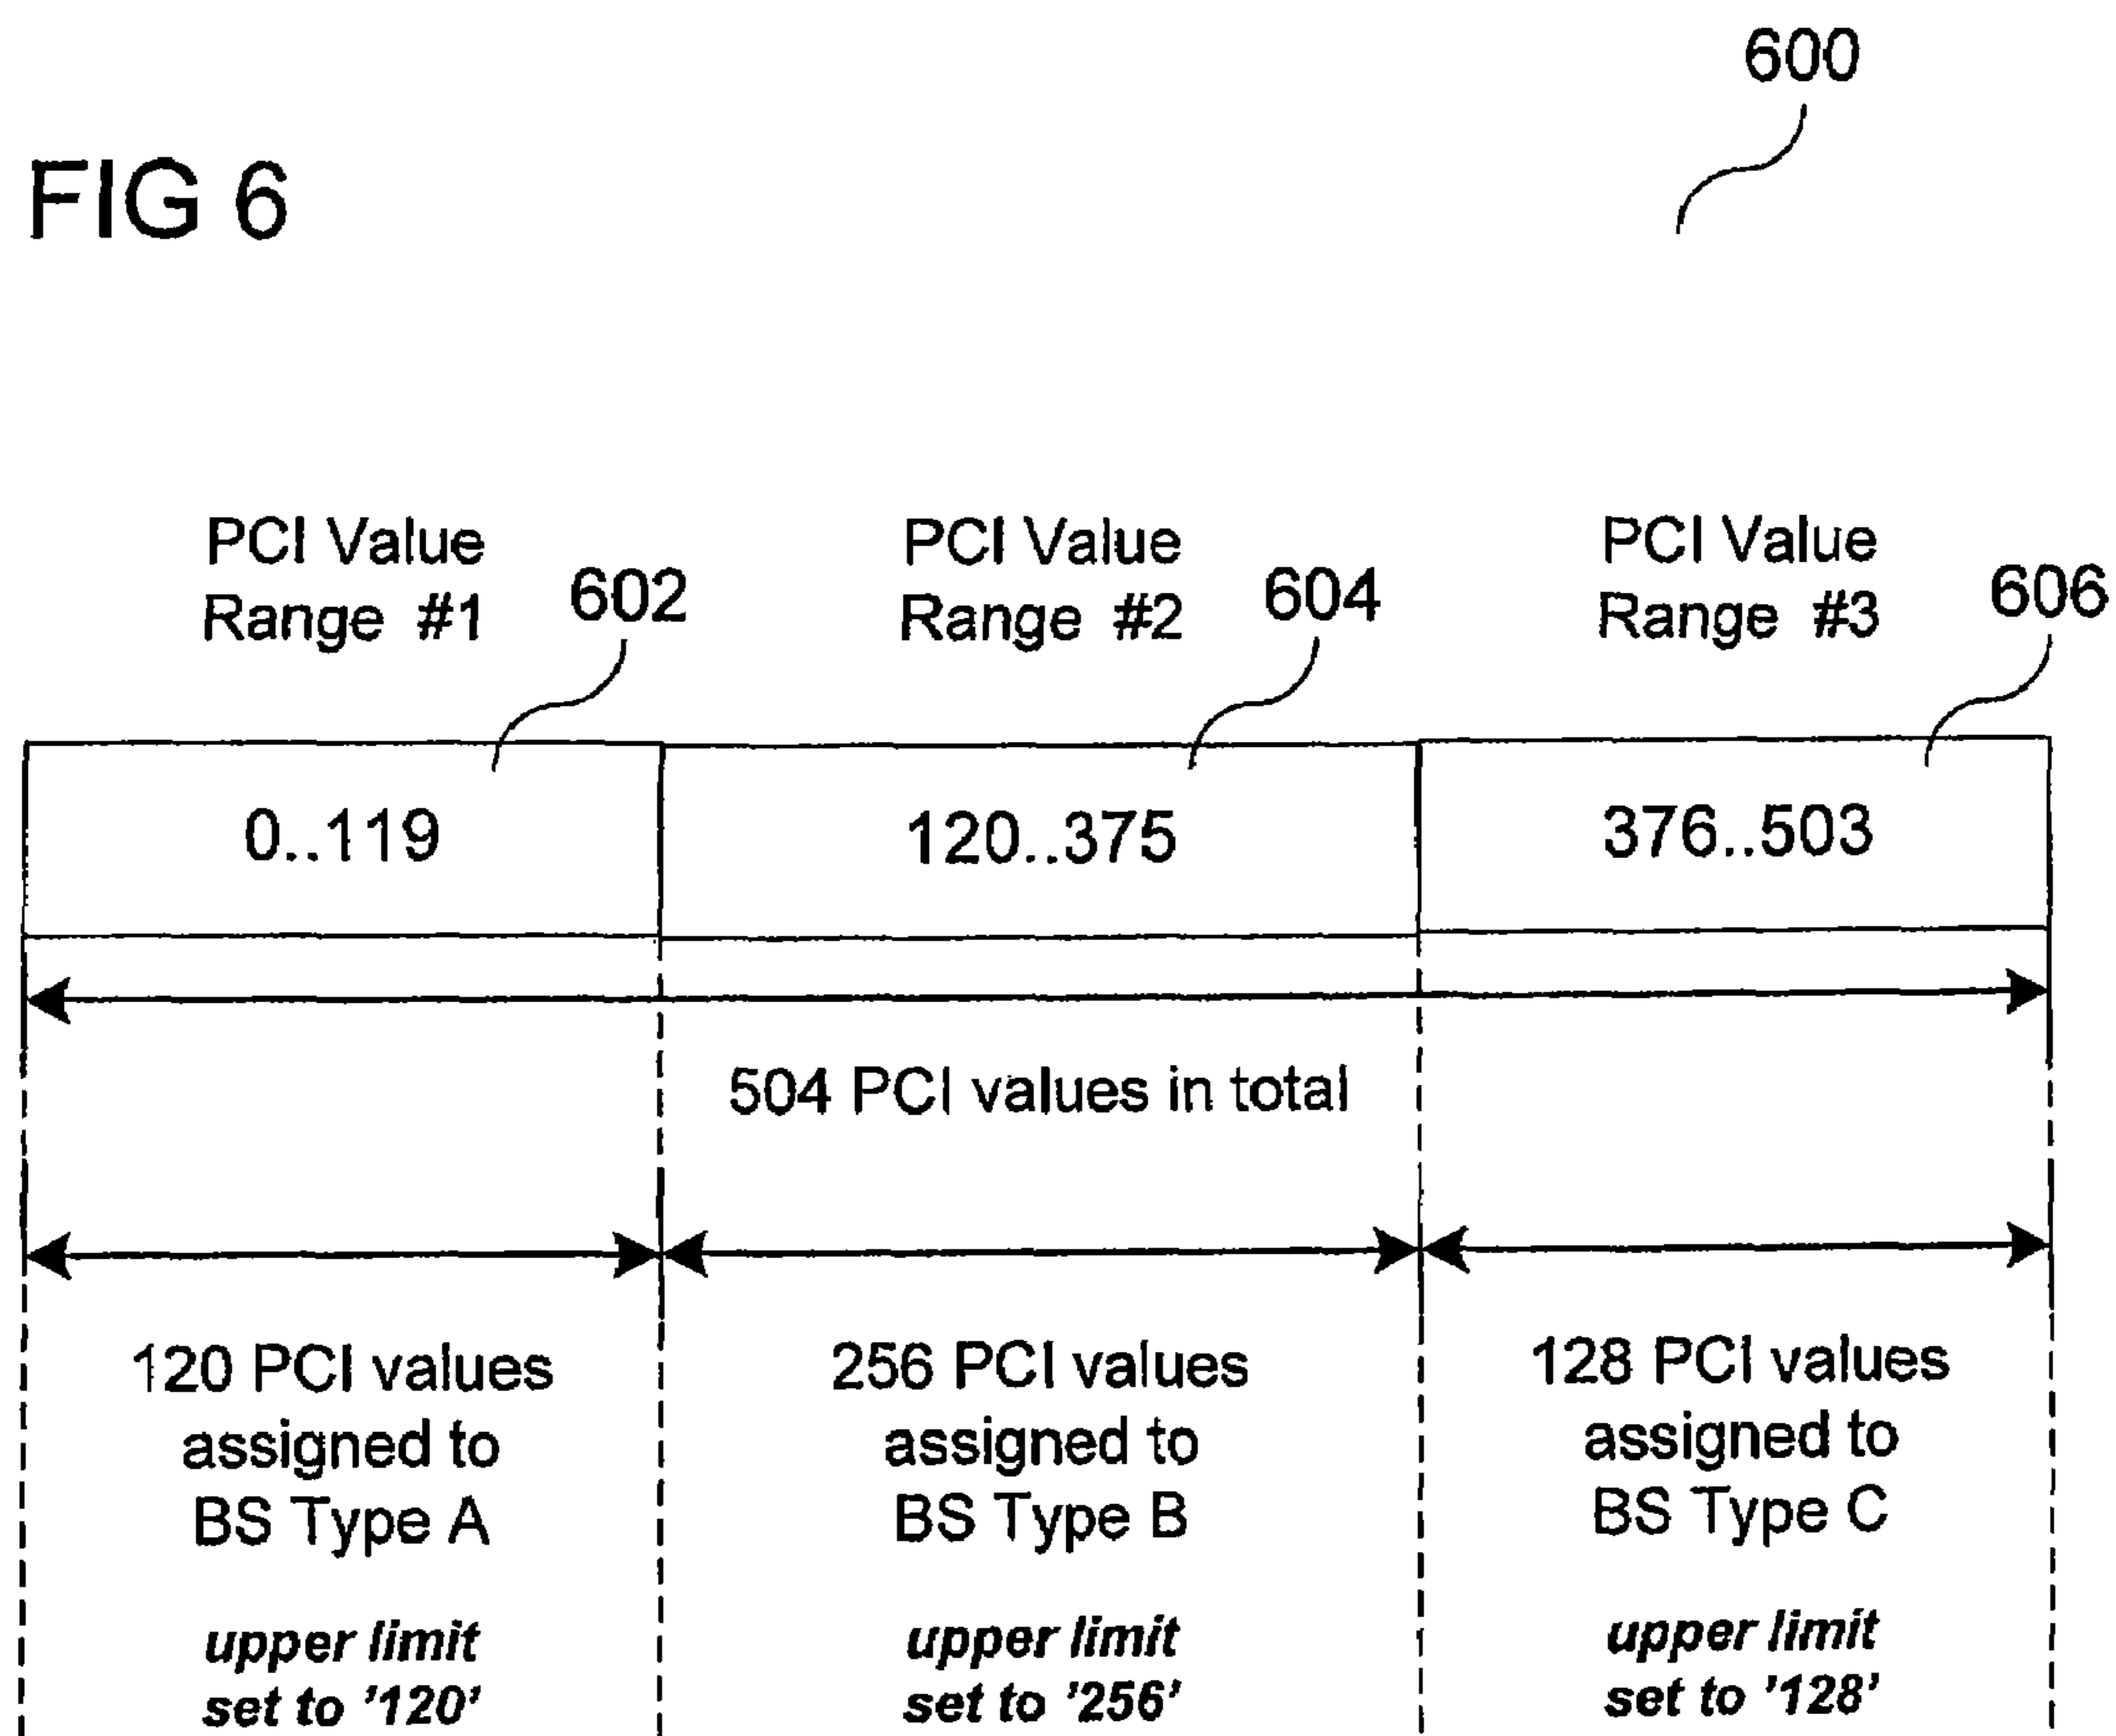 600
FIG 6
PCI Value
Range #1
602
PCI Value
Range #2
604
PCI Value
Range #3
606
0..119
120..375
376..503
504 PCI values in total
120 PCI values
assigned to
BS Type A
256 PCI values
assigned to
BS Type B
128 PCI values
assigned to
BS Type C
upper limit
set to '120'
upper limit
set to '256'
upper limit
set to '128'